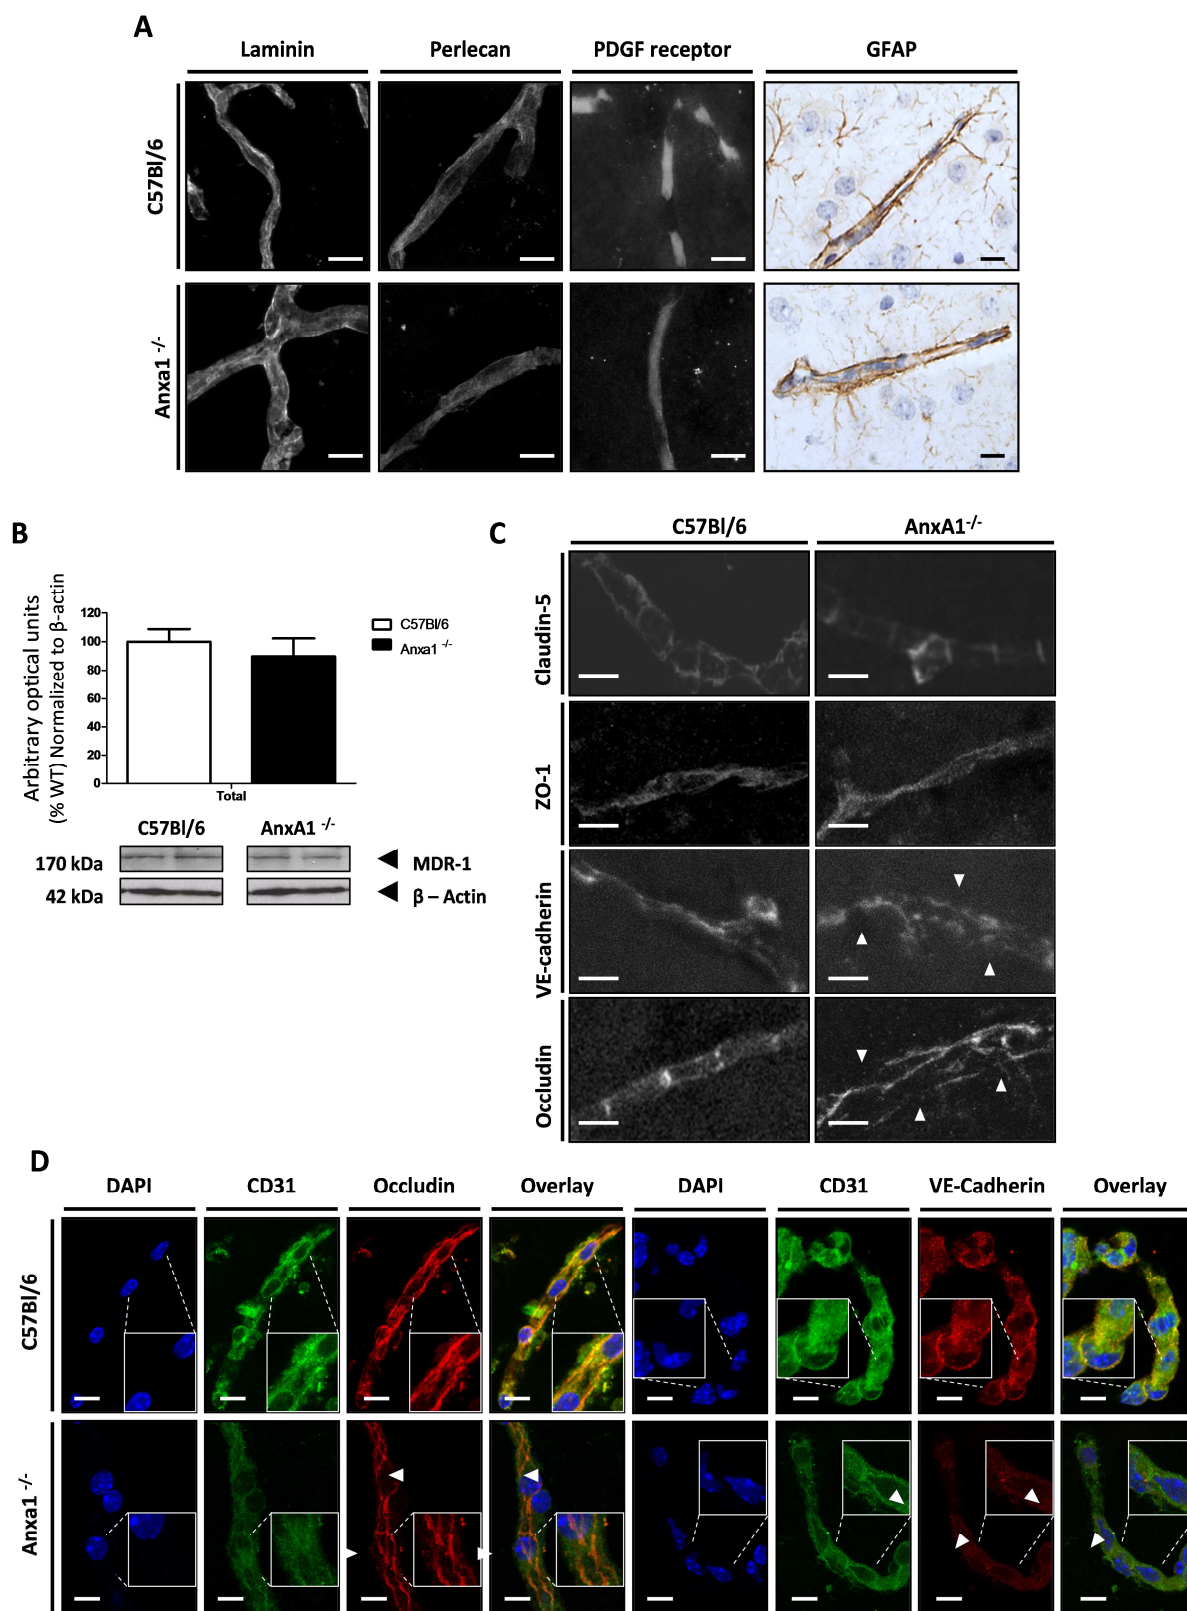 A
Laminin
Perlecan
PDGF receptor
GFAP
C57Bl/6
Anxa1 -/-
B
Arbitrary optical units
(% WT) Normalized to β-actin
120
100
80
60
40
20
0
Total
C57Bl/6
Anxa1 -/-
C57Bl/6
AnxA1 -/-
170 kDa
MDR-1
42 kDa
β – Actin
C
C57Bl/6
AnxA1-/-
Claudin-5
ZO-1
VE-cadherin
Occludin
D
DAPI
CD31
Occludin
Overlay
DAPI
CD31
VE-Cadherin
Overlay
C57Bl/6
Anxa1 -/-